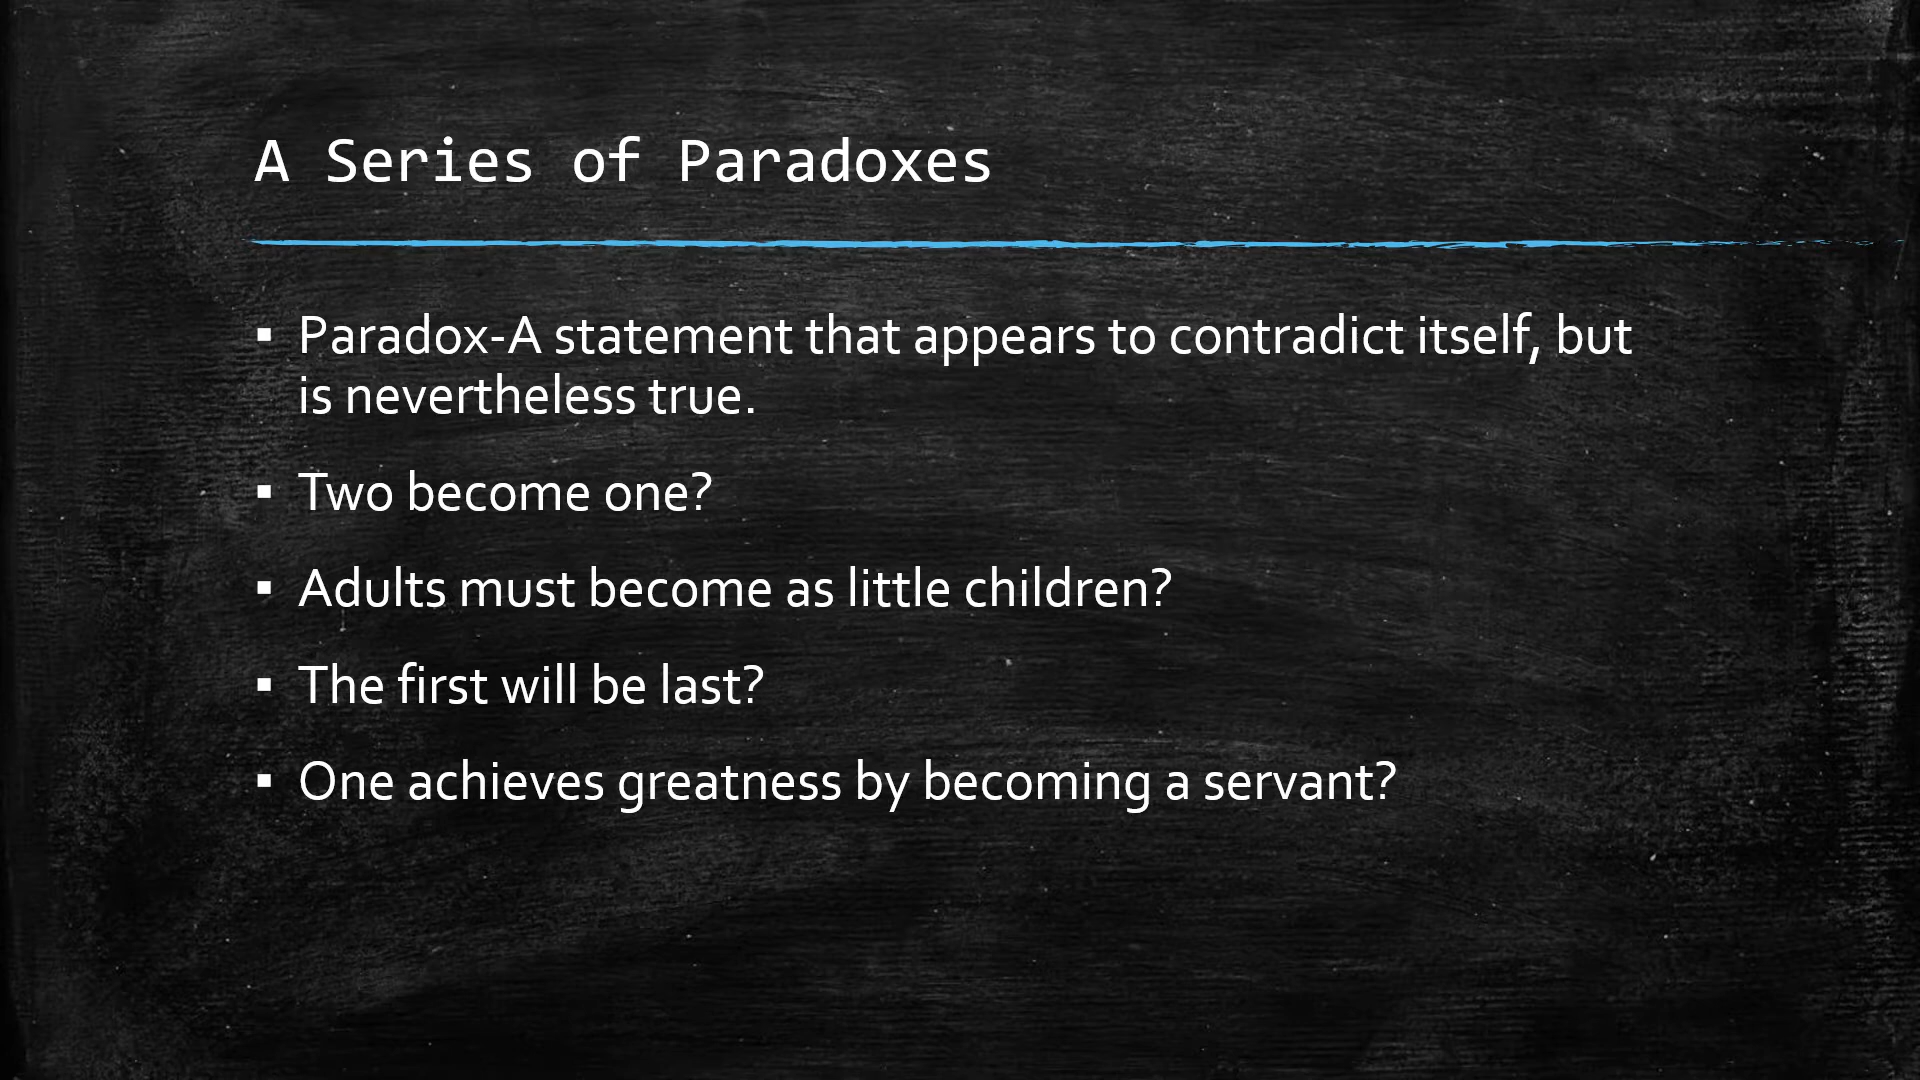 A Series of Paradoxes
▪ Paradox-A statement that appears to contradict itself, but
is nevertheless true.
▪ Two become one?
▪ Adults must become as little children?
▪ The first will be last?
▪ One achieves greatness by becoming a servant?